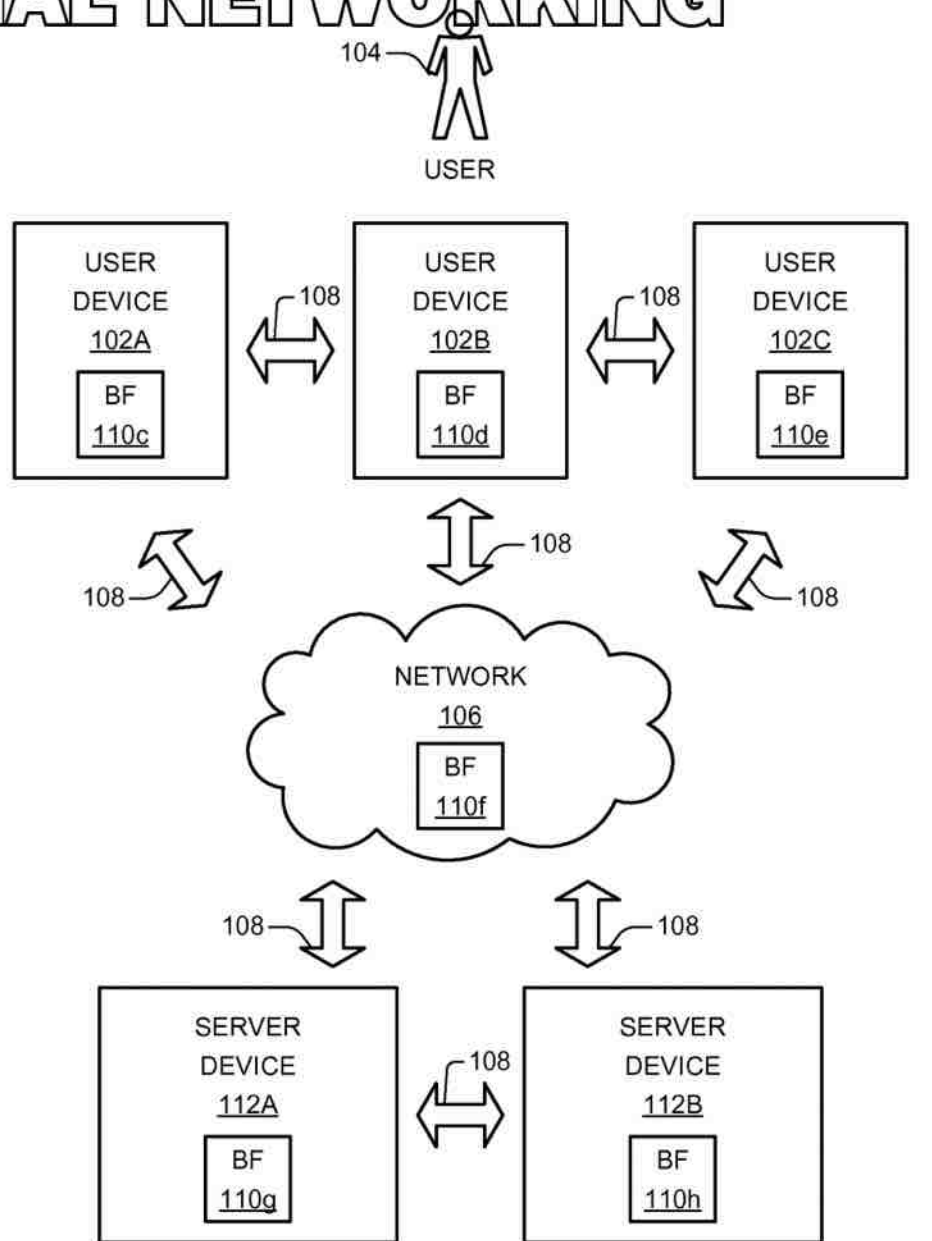 NETWORKING
104
USER
USER
DEVICE
102A
BF
110c
108
USER
DEVICE
102B
BF
110d
108
USER
DEVICE
102C
BF
110e
108
108
108
NETWORK
106
BF
110f
108
108
SERVER
DEVICE
112A
BF
110g
108
SERVER
DEVICE
112B
BF
110h